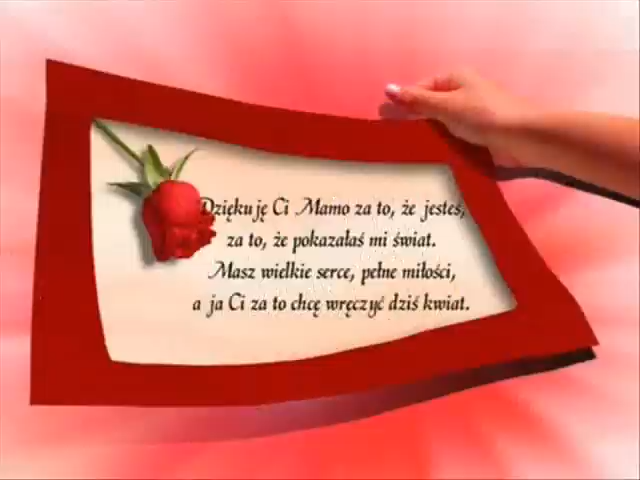 Dziękuję Ci Mamo za to, że jesteś,
za to, że pokazałaś mi świat.
Masz wielkie serce, pełne miłości,
a ja Ci za to chcę wręczyć dziś kwiat.